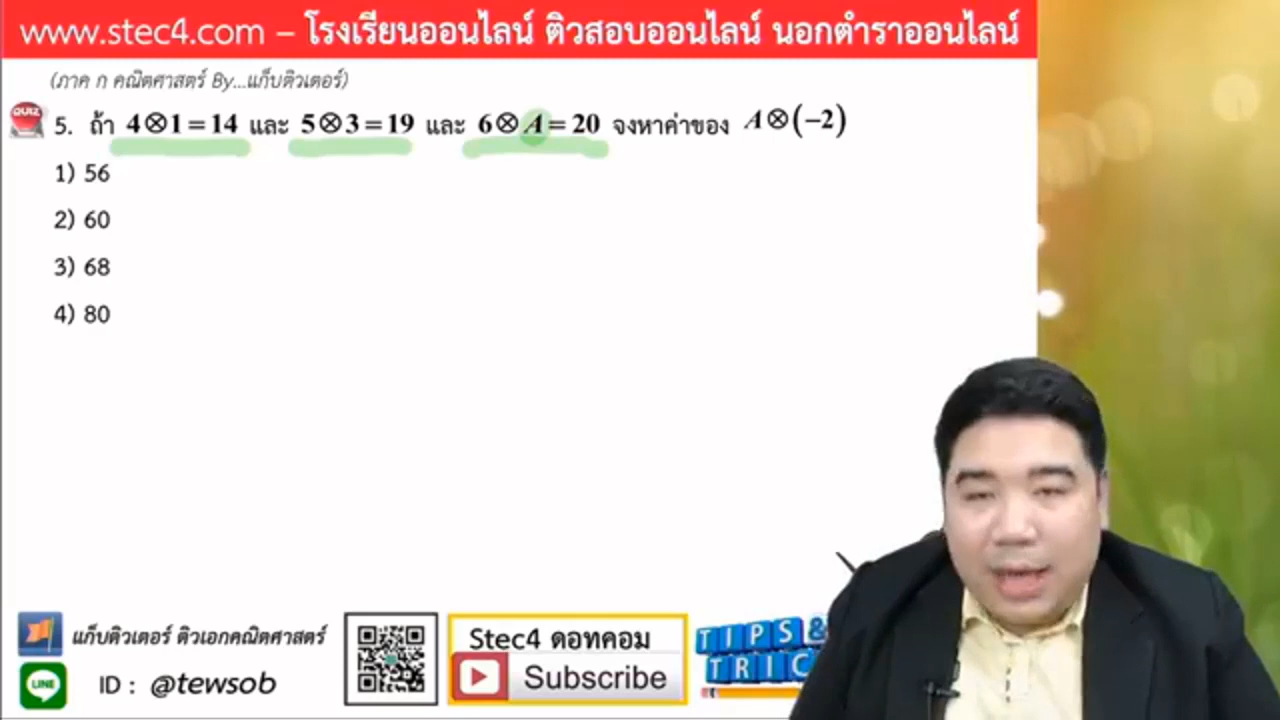 www.stec4.com – โรงเรียนออนไลน์ ติวสอบออนไลน์ นอกตำราออนไลน์
(ภาค ก คณิตศาสตร์ By...แก็บติวเตอร์)
QUIZ
5. ถ้า 4⊗1=14 และ 5⊗3=19 และ 6⊗A=20 จงหาค่าของ A⊗(−2)
1) 56
2) 60
3) 68
4) 80
แก็บติวเตอร์ ติวเอกคณิตศาสตร์
LINE ID : @tewsob
Stec4 ดอทคอม
Subscribe
TIPS &